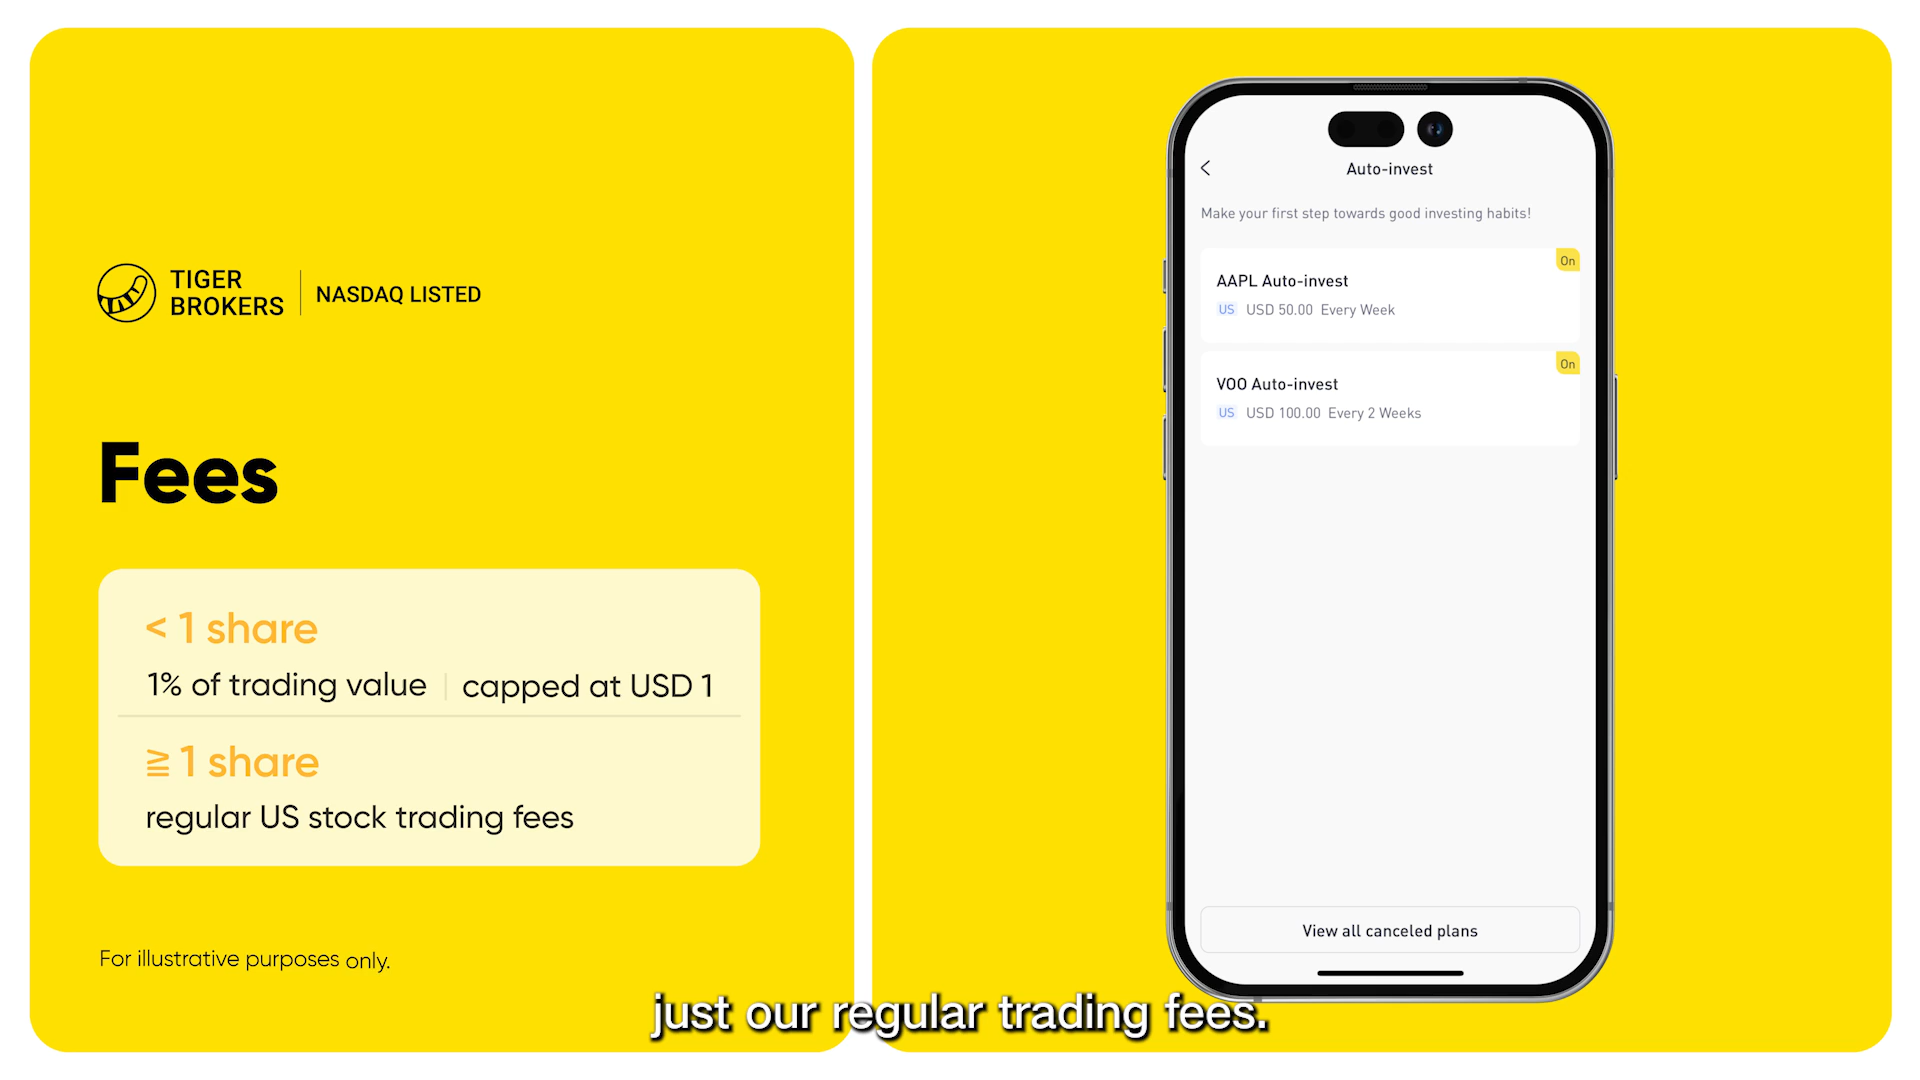 TIGER
BROKERS
NASDAQ LISTED
Fees
< 1 share
1% of trading value capped at USD 1
≧ 1 share
regular US stock trading fees
For illustrative purposes only.
Auto-invest
Make your first step towards good investing habits!
On
AAPL Auto-invest
US USD 50.00 Every Week
On
VOO Auto-invest
US USD 100.00 Every 2 Weeks
View all canceled plans
just our regular trading fees.